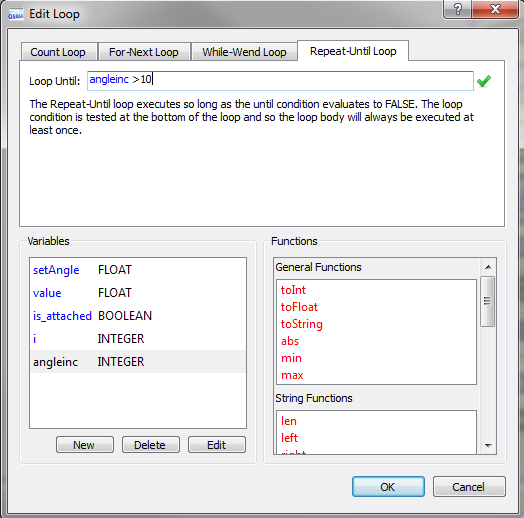 Edit Loop
?
Count Loop
For-Next Loop
While-Wend Loop
Repeat-Until Loop
Loop Until: angleinc >10
The Repeat-Until loop executes so long as the until condition evaluates to FALSE. The loop
condition is tested at the bottom of the loop and so the loop body will always be executed at
least once.
Variables
setAngle FLOAT
value FLOAT
is_attached BOOLEAN
i INTEGER
angleinc INTEGER
New
Delete
Edit
Functions
General Functions
toInt
toFloat
toString
abs
min
max
String Functions
len
left
right
OK
Cancel